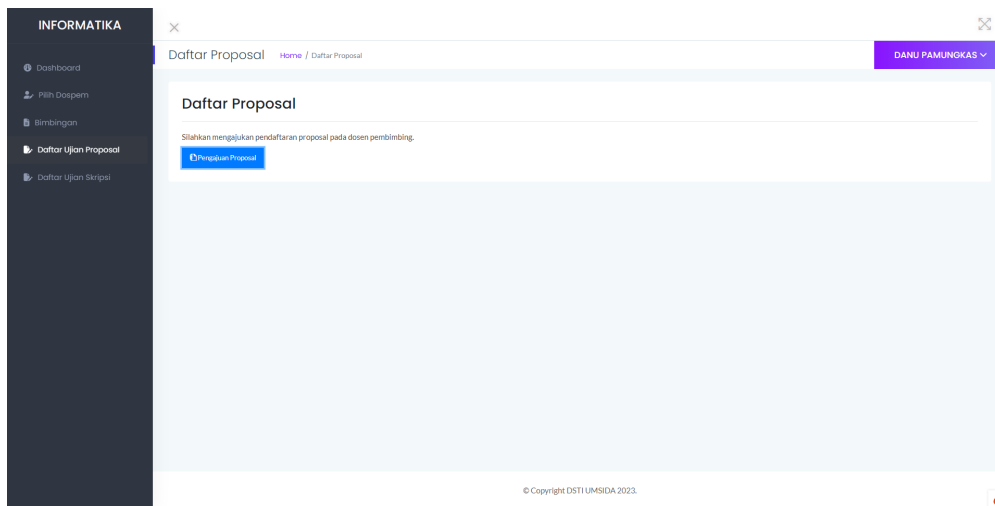 INFORMATIKA
Dashboard
Pilih Dospem
Bimbingan
Daftar Ujian Proposal
Daftar Ujian Skripsi
Daftar Proposal Home / Daftar Proposal
DANU PAMUNGKAS
Daftar Proposal
Silahkan mengajukan pendaftaran proposal pada dosen pembimbing.
Pengajuan Proposal
© Copyright DSTI UMSIDA 2023.